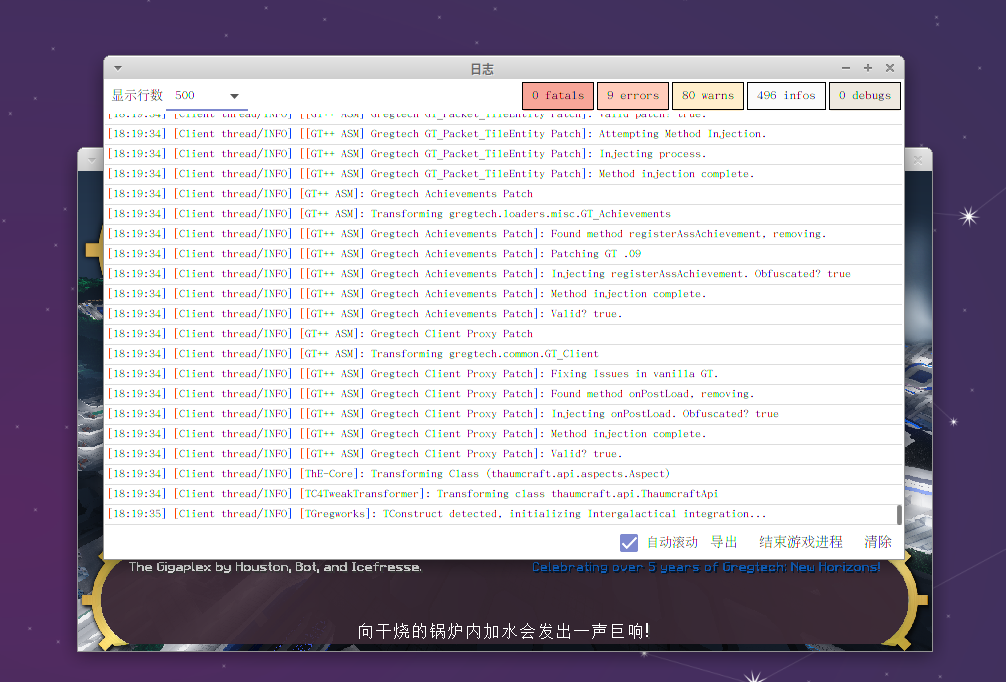 日志
显示行数 500 0 fatals 9 errors 80 warns 496 infos 0 debugs
[18:19:34] [Client thread/INFO] [[GT++ ASM] Gregtech GT_Packet_TileEntity Patch]: Valid patch? true.
[18:19:34] [Client thread/INFO] [[GT++ ASM] Gregtech GT_Packet_TileEntity Patch]: Attempting Method Injection.
[18:19:34] [Client thread/INFO] [[GT++ ASM] Gregtech GT_Packet_TileEntity Patch]: Injecting process.
[18:19:34] [Client thread/INFO] [[GT++ ASM] Gregtech GT_Packet_TileEntity Patch]: Method injection complete.
[18:19:34] [Client thread/INFO] [GT++ ASM]: Gregtech Achievements Patch
[18:19:34] [Client thread/INFO] [GT++ ASM]: Transforming gregtech.loaders.misc.GT_Achievements
[18:19:34] [Client thread/INFO] [[GT++ ASM] Gregtech Achievements Patch]: Found method registerAssAchievement, removing.
[18:19:34] [Client thread/INFO] [[GT++ ASM] Gregtech Achievements Patch]: Patching GT .09
[18:19:34] [Client thread/INFO] [[GT++ ASM] Gregtech Achievements Patch]: Injecting registerAssAchievement. Obfuscated? true
[18:19:34] [Client thread/INFO] [[GT++ ASM] Gregtech Achievements Patch]: Method injection complete.
[18:19:34] [Client thread/INFO] [[GT++ ASM] Gregtech Achievements Patch]: Valid? true.
[18:19:34] [Client thread/INFO] [GT++ ASM]: Gregtech Client Proxy Patch
[18:19:34] [Client thread/INFO] [GT++ ASM]: Transforming gregtech.common.GT_Client
[18:19:34] [Client thread/INFO] [[GT++ ASM] Gregtech Client Proxy Patch]: Fixing Issues in vanilla GT.
[18:19:34] [Client thread/INFO] [[GT++ ASM] Gregtech Client Proxy Patch]: Found method onPostLoad, removing.
[18:19:34] [Client thread/INFO] [[GT++ ASM] Gregtech Client Proxy Patch]: Injecting onPostLoad. Obfuscated? true
[18:19:34] [Client thread/INFO] [[GT++ ASM] Gregtech Client Proxy Patch]: Method injection complete.
[18:19:34] [Client thread/INFO] [[GT++ ASM] Gregtech Client Proxy Patch]: Valid? true.
[18:19:34] [Client thread/INFO] [ThE-Core]: Transforming Class (thaumcraft.api.aspects.Aspect)
[18:19:34] [Client thread/INFO] [TC4TweakTransformer]: Transforming class thaumcraft.api.ThaumcraftApi
[18:19:35] [Client thread/INFO] [TGregworks]: TConstruct detected, initializing Intergalactical integration...
自动滚动 导出 结束游戏进程 清除
The Gigaplex by Houston, Bot, and Icefresse. Celebrating over 5 years of Gregtech: New Horizons!
向干烧的锅炉内加水会发出一声巨响!